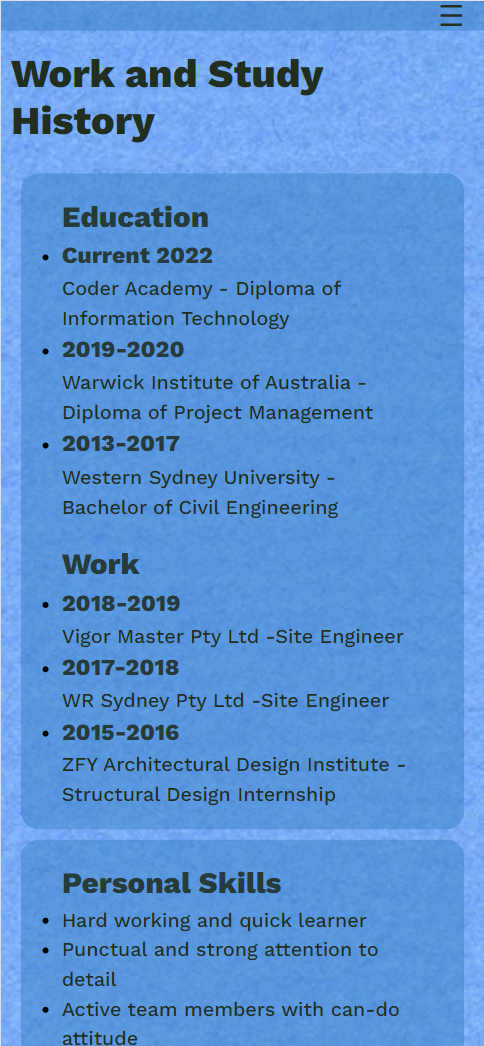 Work and Study
History
Education
Current 2022
Coder Academy - Diploma of
Information Technology
2019-2020
Warwick Institute of Australia -
Diploma of Project Management
2013-2017
Western Sydney University -
Bachelor of Civil Engineering
Work
2018-2019
Vigor Master Pty Ltd -Site Engineer
2017-2018
WR Sydney Pty Ltd -Site Engineer
2015-2016
ZFY Architectural Design Institute -
Structural Design Internship
Personal Skills
Hard working and quick learner
Punctual and strong attention to
detail
Active team members with can-do
attitude